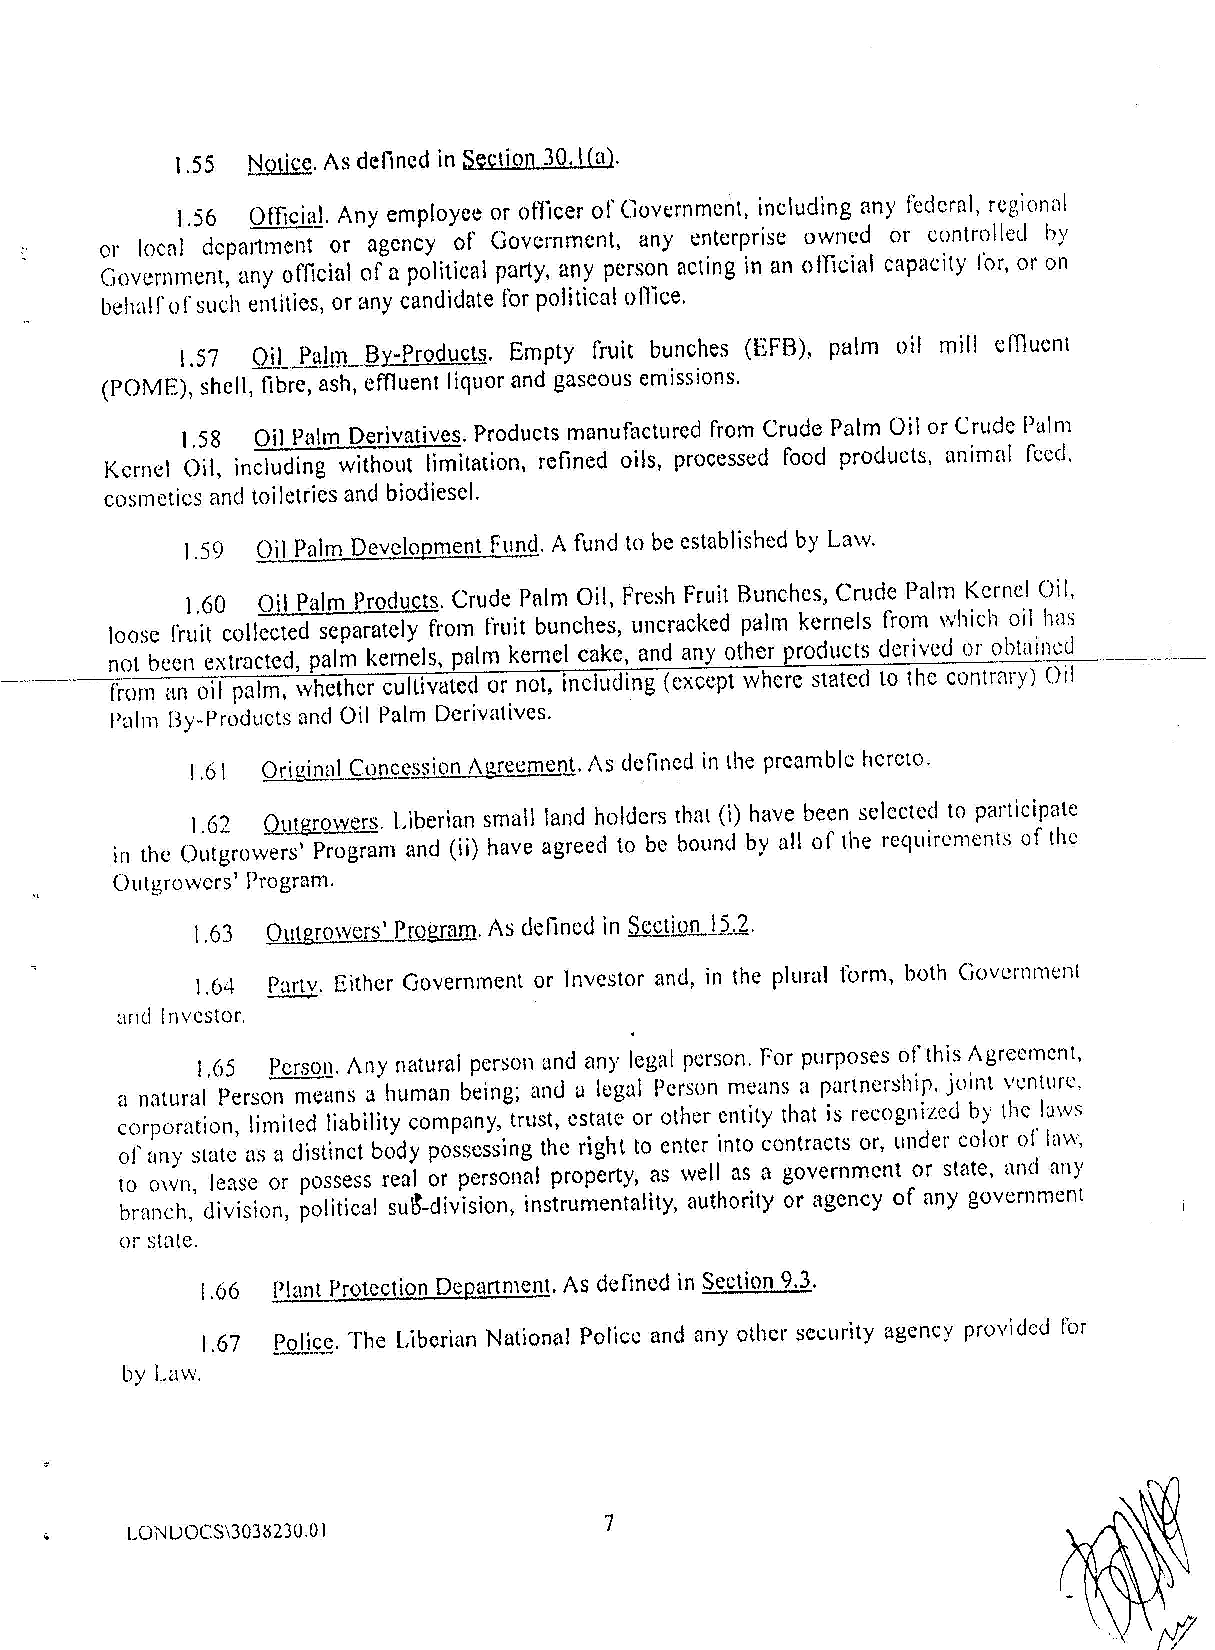 1.55 Notice. As defined in Section 30.1(a).
1.56 Official. Any employee or officer of Government, including any federal, regional
or local department or agency of Government, any enterprise owned or controlled by
Government, any official of a political party, any person acting in an official capacity for, or on
behalf of such entities, or any candidate for political office.
1.57 Oil Palm By-Products. Empty fruit bunches (EFB), palm oil mill effluent
(POME), shell, fibre, ash, effluent liquor and gaseous emissions.
1.58 Oil Palm Derivatives. Products manufactured from Crude Palm Oil or Crude Palm
Kernel Oil, including without limitation, refined oils, processed food products, animal feed,
cosmetics and toiletries and biodiesel.
1.59 Oil Palm Development Fund. A fund to be established by Law.
1.60 Oil Palm Products. Crude Palm Oil, Fresh Fruit Bunches, Crude Palm Kernel Oil,
loose fruit collected separately from fruit bunches, uncracked palm kernels from which oil has
not been extracted, palm kernels, palm kernel cake, and any other products derived or obtained
from an oil palm, whether cultivated or not, including (except where stated to the contrary) Oil
Palm By-Products and Oil Palm Derivatives.
1.61 Original Concession Agreement. As defined in the preamble hereto.
1.62 Outgrowers. Liberian small land holders that (i) have been selected to participate
in the Outgrowers' Program and (ii) have agreed to be bound by all of the requirements of the
Outgrowers' Program.
1.63 Outgrowers' Program. As defined in Section 15.2.
1.64 Party. Either Government or Investor and, in the plural form, both Government
and Investor.
1.65 Person. Any natural person and any legal person. For purposes of this Agreement,
a natural Person means a human being; and a legal Person means a partnership, joint venture,
corporation, limited liability company, trust, estate or other entity that is recognized by the laws
of any state as a distinct body possessing the right to enter into contracts or, under color of law,
to own, lease or possess real or personal property, as well as a government or state, and any
branch, division, political sub-division, instrumentality, authority or agency of any government
or state.
1.66 Plant Protection Department. As defined in Section 9.3.
1.67 Police. The Liberian National Police and any other security agency provided for
by Law.
LONDOCS\3038230.01 7